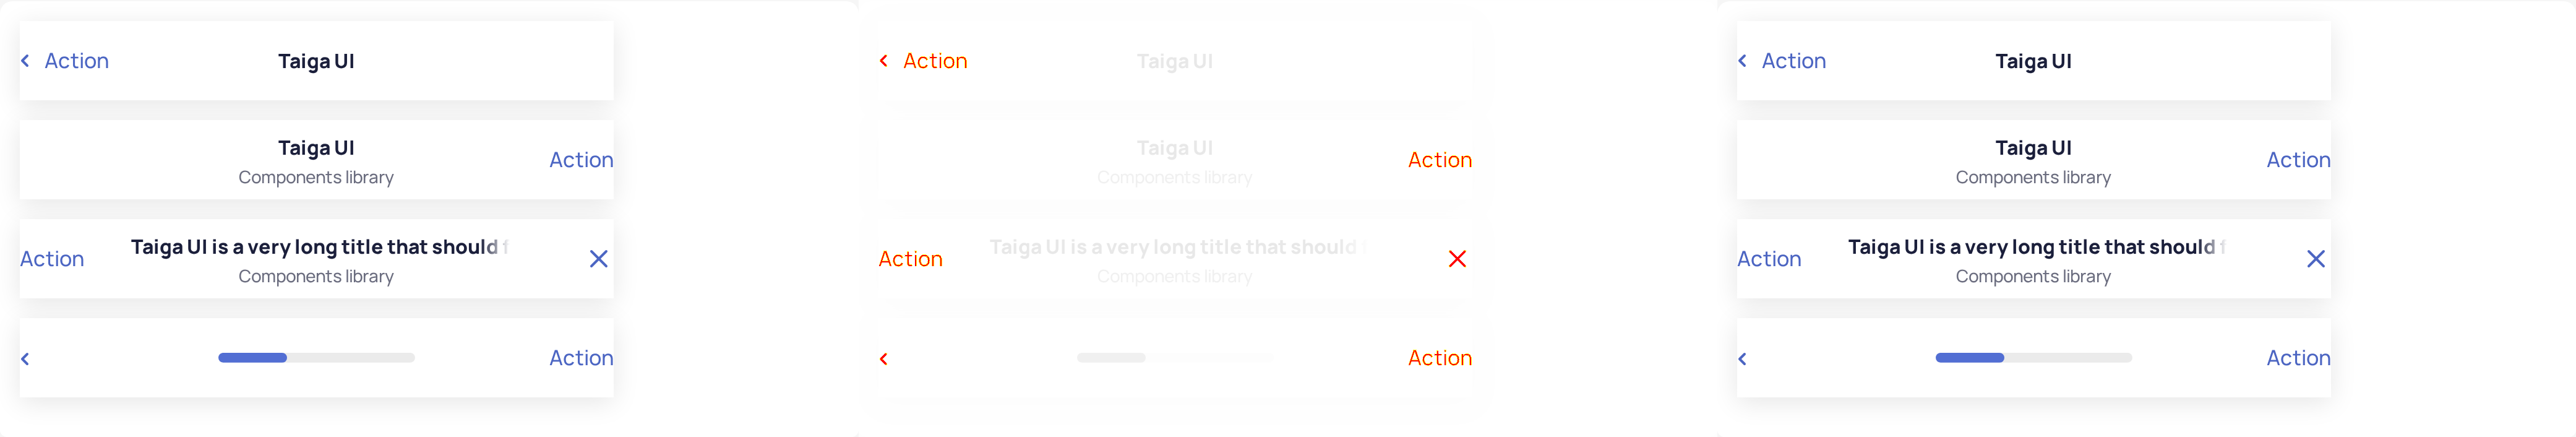 Action Taiga UI
Taiga UI
Components library
Action
Action
Taiga UI is a very long title that should f
Components library
Action
Action Taiga UI
Taiga UI
Components library
Action
Action
Taiga UI is a very long title that should
Components library
Action
Action Taiga UI
Taiga UI
Components library
Action
Action
Taiga UI is a very long title that should f
Components library
Action